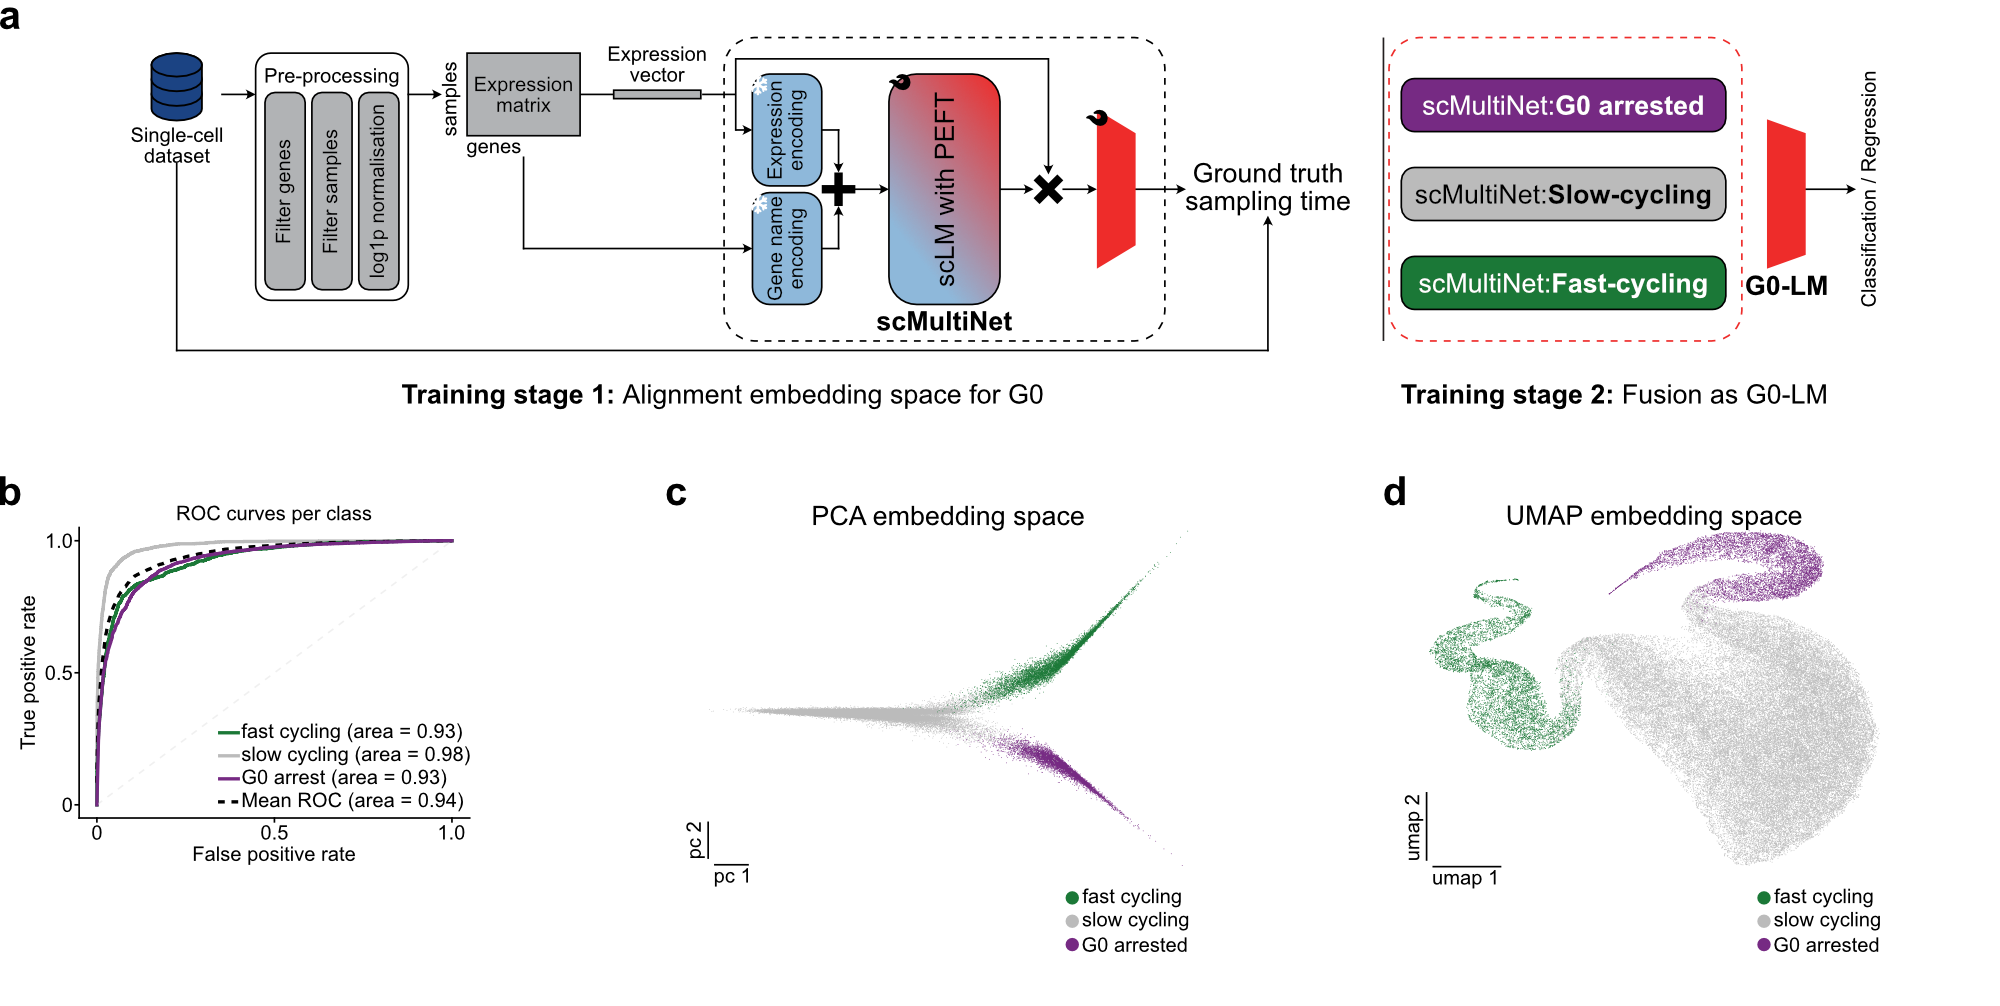 a
Single-cell
dataset
Pre-processing
Filter genes
Filter samples
log1p normalisation
samples
Expression
matrix
genes
Expression
vector
Expression
encoding
Gene name
encoding
scLM with PEFT
scMultiNet
Ground truth
sampling time
Training stage 1: Alignment embedding space for G0
scMultiNet:G0 arrested
scMultiNet:Slow-cycling
scMultiNet:Fast-cycling
G0-LM
Classification / Regression
Training stage 2: Fusion as G0-LM
b
ROC curves per class
True positive rate
1.0
0.5
0
fast cycling (area = 0.93)
slow cycling (area = 0.98)
G0 arrest (area = 0.93)
Mean ROC (area = 0.94)
0
0.5
1.0
False positive rate
c
PCA embedding space
pc 2
pc 1
fast cycling
slow cycling
G0 arrested
d
UMAP embedding space
umap 2
umap 1
fast cycling
slow cycling
G0 arrested